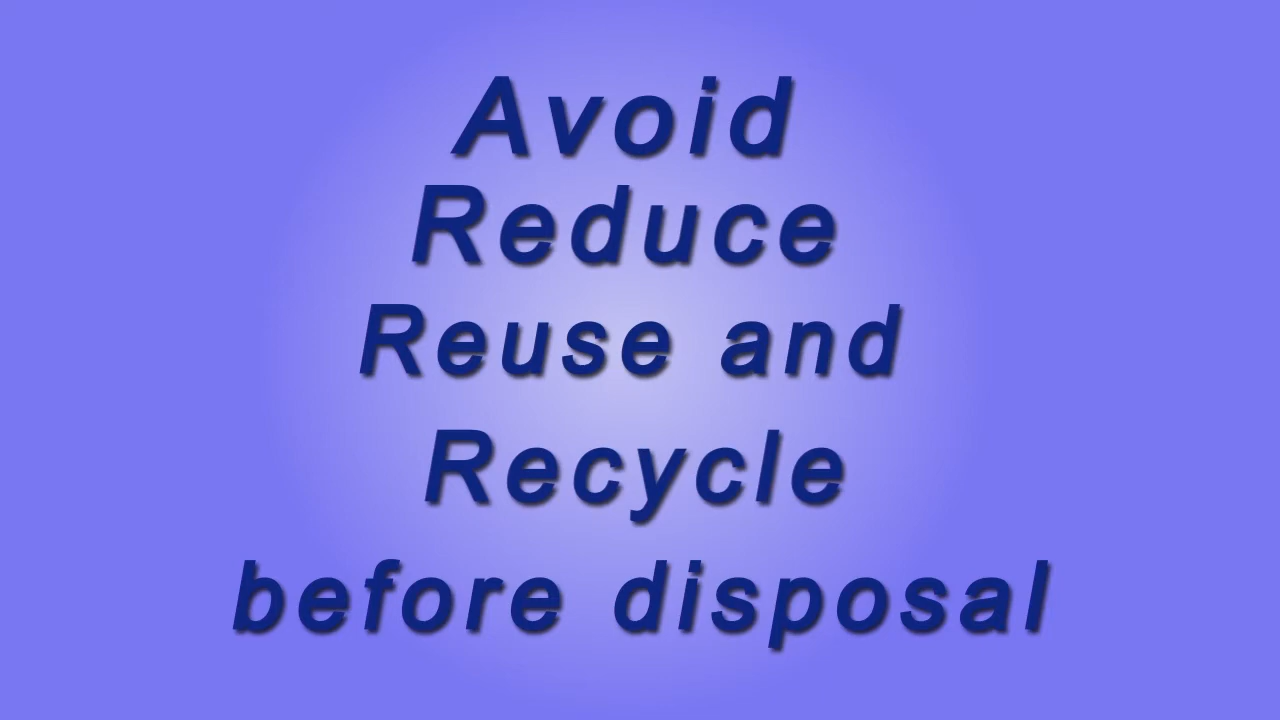 Avoid
Reduce
Reuse and
Recycle
before disposal